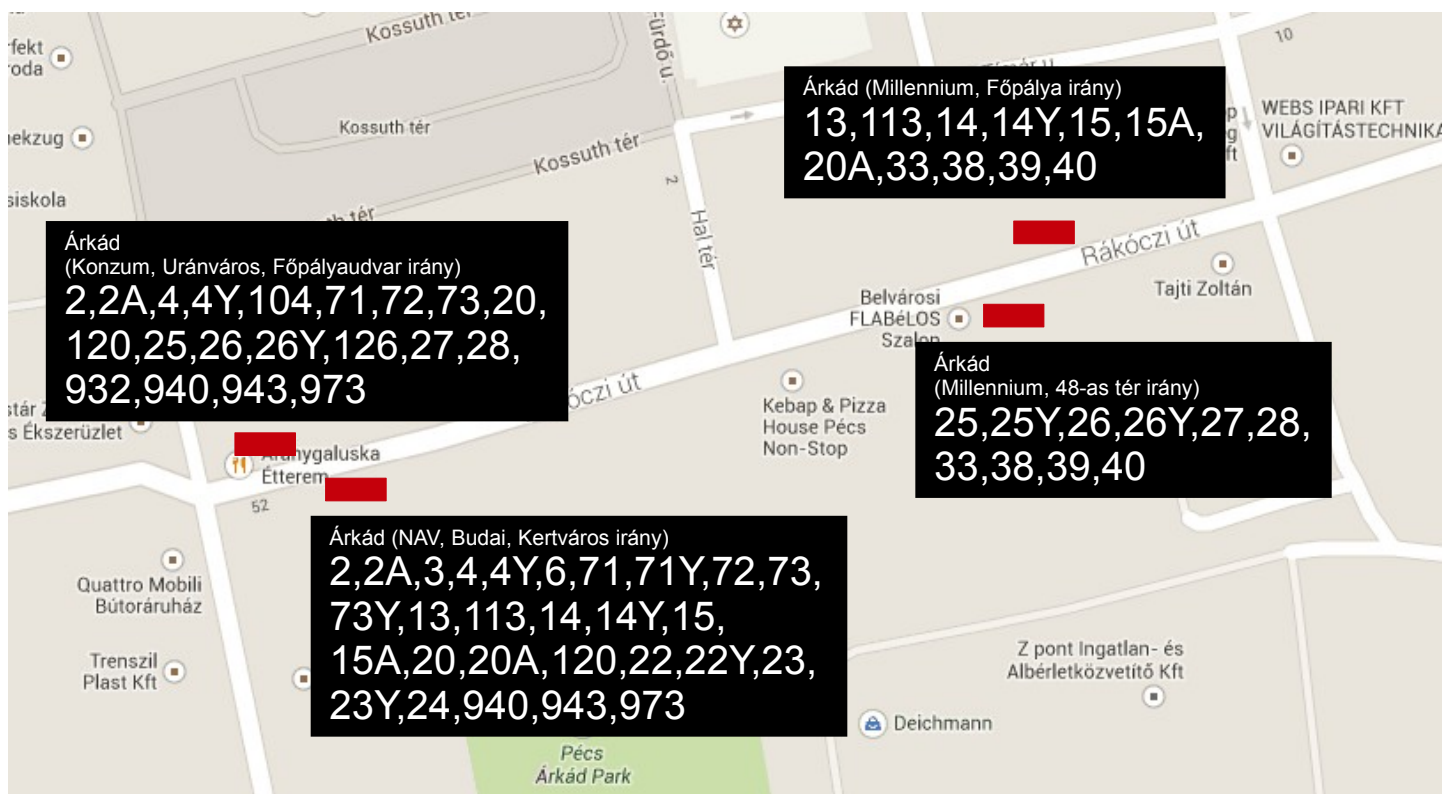 Kossuth tér
Fürdő u.
10
Tímár u.
roda
Árkád (Millennium, Főpálya irány)
13,113,14,14Y,15,15A,
20A,33,38,39,40
WEBS IPARI KFT
VILÁGÍTÁSTECHNIKA
Kossuth tér
Kossuth tér
2
Hal tér
tér
Árkád
(Konzum, Uránváros, Főpályaudvar irány)
2,2A,4,4Y,104,71,72,73,20,
120,25,26,26Y,126,27,28,
932,940,943,973
Rákóczi út
Tajti Zoltán
Belvárosi
FLABéLOS
Szalon
Árkád
(Millennium, 48-as tér irány)
25,25Y,26,26Y,27,28,
33,38,39,40
Kebap & Pizza
House Pécs
Non-Stop
s Ékszerüzlet
Aranygaluska
Étterem
52
Árkád (NAV, Budai, Kertváros irány)
2,2A,3,4,4Y,6,71,71Y,72,73,
73Y,13,113,14,14Y,15,
15A,20,20A,120,22,22Y,23,
23Y,24,940,943,973
Quattro Mobili
Bútoráruház
Trenszil
Plast Kft
Z pont Ingatlan- és
Albérletközvetítő Kft
Deichmann
Pécs
Árkád Park